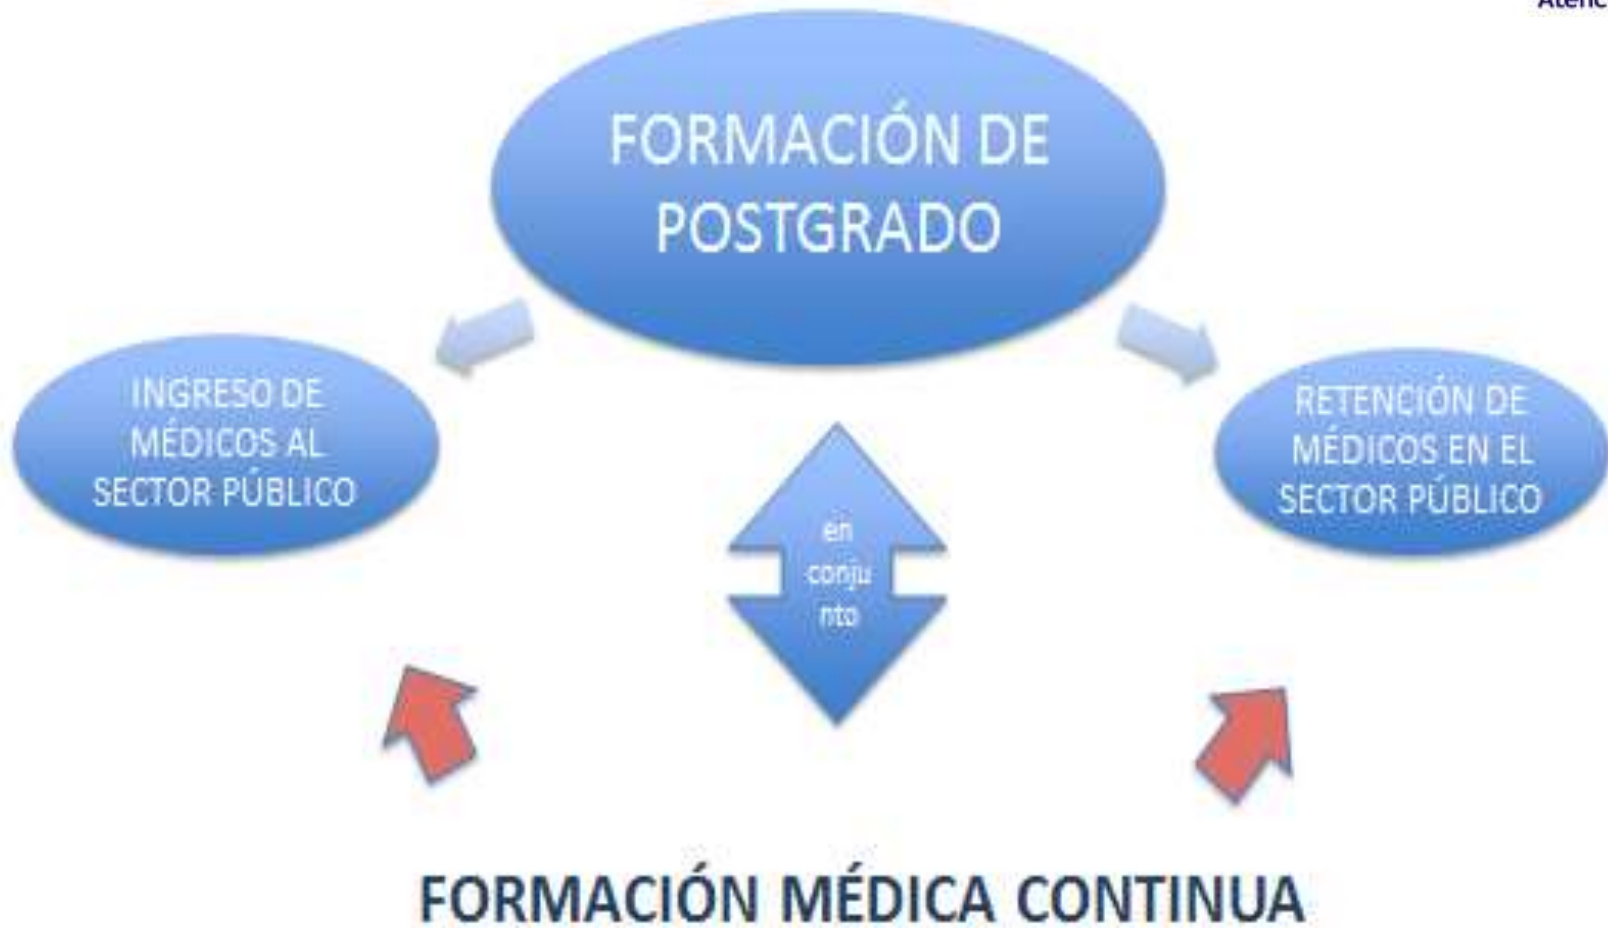 FORMACIÓN DE
POSTGRADO
INGRESO DE
MÉDICOS AL
SECTOR PÚBLICO
RETENCIÓN DE
MÉDICOS EN EL
SECTOR PÚBLICO
en
conju
nto
FORMACIÓN MÉDICA CONTINUA